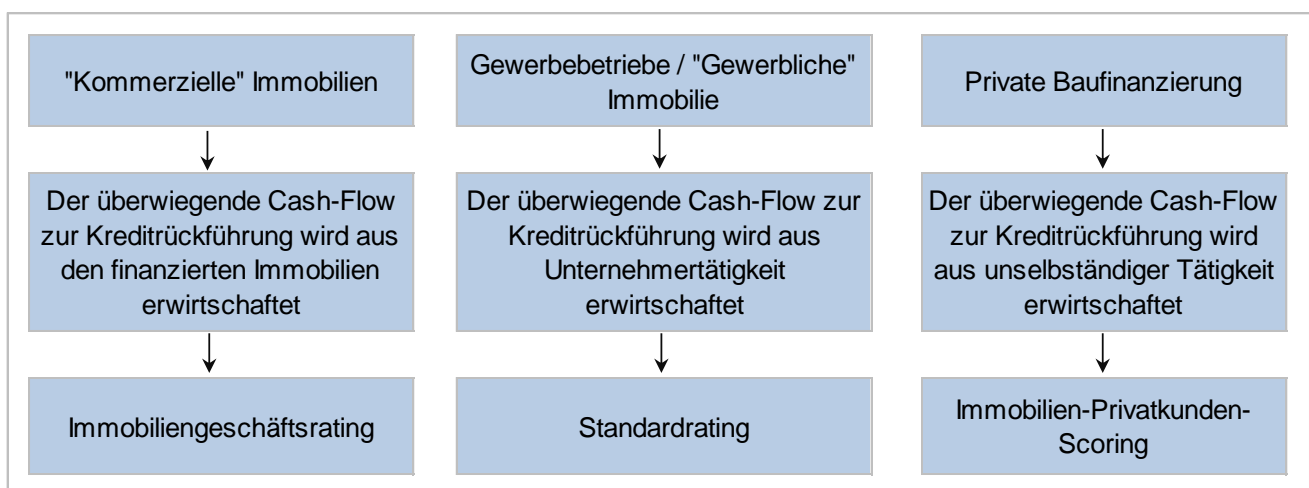 "Kommerzielle" Immobilien
Gewerbebetriebe / "Gewerbliche"
Immobilie
Private Baufinanzierung
Der überwiegende Cash-Flow
zur Kreditrückführung wird aus
den finanzierten Immobilien
erwirtschaftet
Der überwiegende Cash-Flow zur
Kreditrückführung wird aus
Unternehmertätigkeit
erwirtschaftet
Der überwiegende Cash-Flow
zur Kreditrückführung wird
aus unselbständiger Tätigkeit
erwirtschaftet
Immobiliengeschäftsrating
Standardrating
Immobilien-Privatkunden-
Scoring